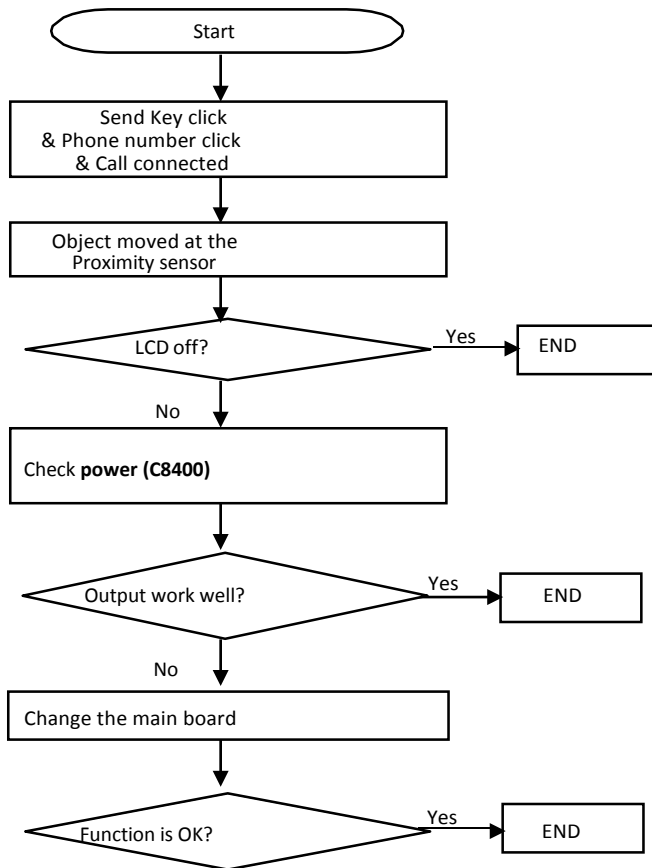 Start
Send Key click
& Phone number click
& Call connected
Object moved at the
Proximity sensor
LCD off?
Yes
END
No
Check power (C8400)
Output work well?
Yes
END
No
Change the main board
Function is OK?
Yes
END